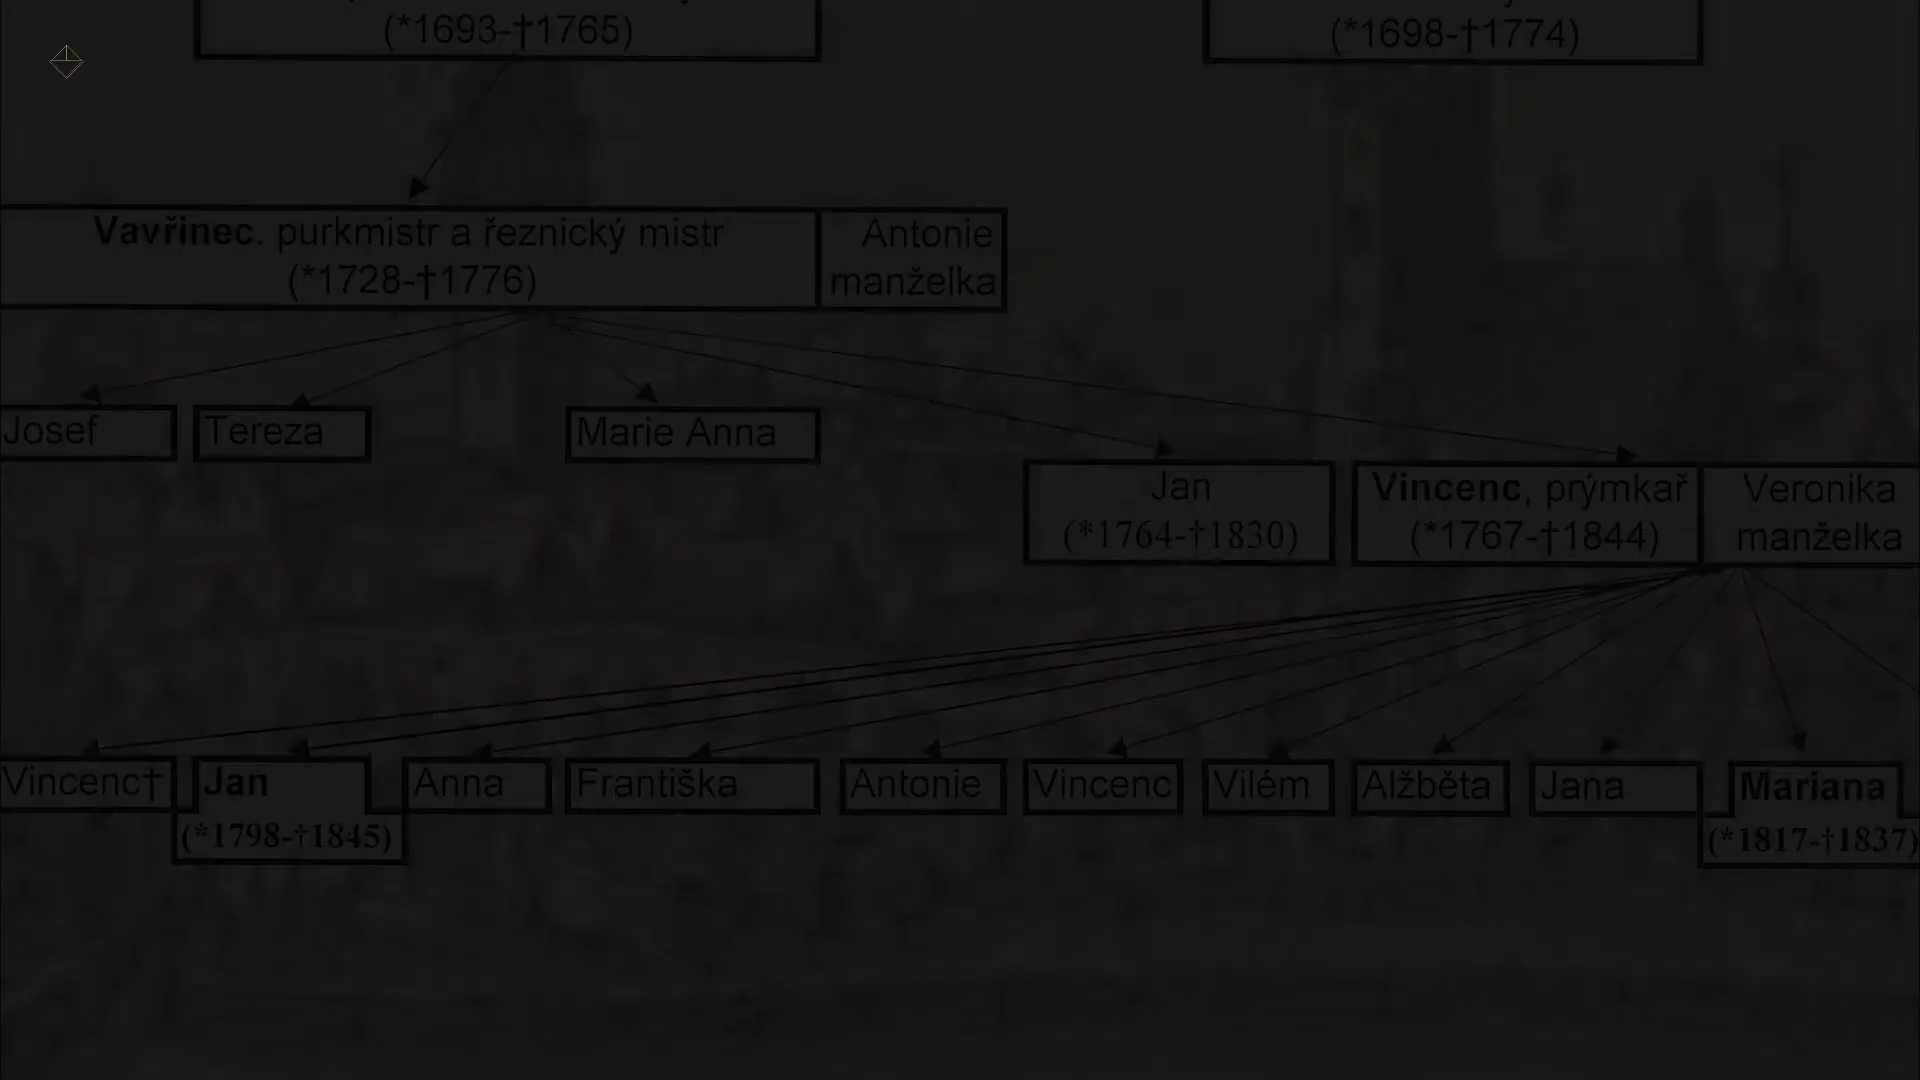 (*1693-†1765)
(*1698-†1774)
Vavřinec. purkmistr a řeznický mistr
(*1728-†1776)
Antonie
manželka
Josef
Tereza
Marie Anna
Jan
(*1764-†1830)
Vincenc, prýmkař
(*1767-†1844)
Veronika
manželka
Vincenc†
Jan
(*1798-†1845)
Anna
Františka
Antonie
Vincenc
Vilém
Alžběta
Jana
Mariana
(*1817-†1837)